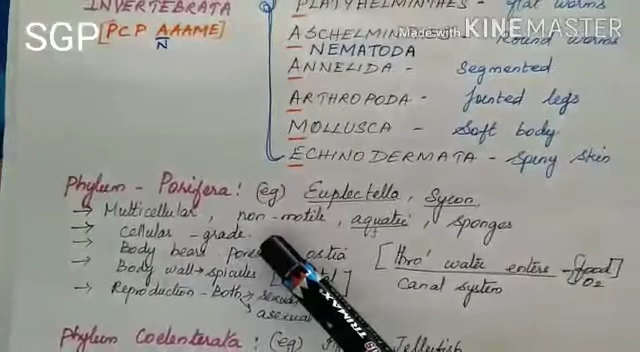 INVERTEBRATA
SGP
[PCP AAAME]
N
PLATYHELMINTHES - flat worms
Round worms
Made with KINEMASTER
NEMATODA
ANNELIDA - Segmented
ARTHROPODA - Jointed legs
MOLLUSCA - Soft body
ECHINODERMATA - Spiny skin
Phylum - Porifera: (eg) Euplectella, Sycon
→ Multicellular, non-motile, aquatic, sponges
→ Cellular - grade
→ Body bears ostia [thro' water enters - food O2]
canal system
→ Body wall → spicules
→ Reproduction - Both → sexual
→ asexual
Phylum Coelenterata: (eg) Jellyfish
TRIMAX